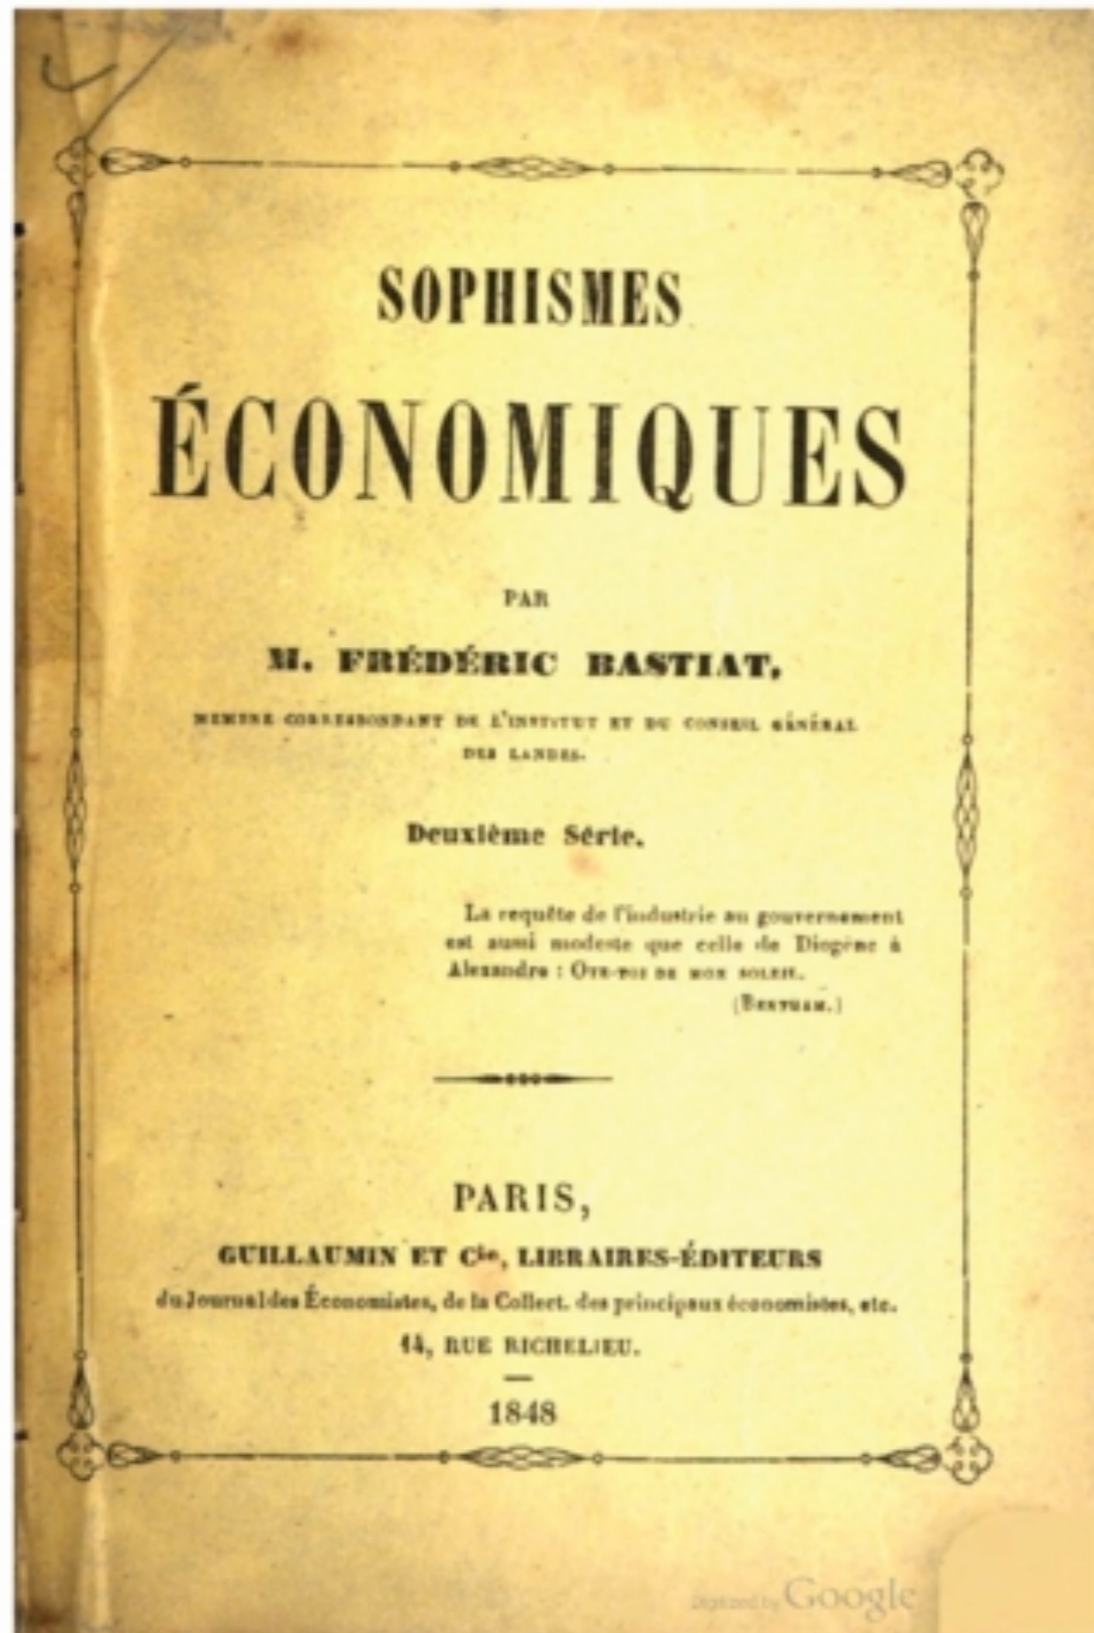 SOPHISMES
ÉCONOMIQUES
PAR
M. FRÉDÉRIC BASTIAT,
MEMBRE CORRESPONDANT DE L'INSTITUT ET DU CONSEIL GÉNÉRAL
DES LANDES.
Deuxième Série.
La requête de l'industrie au gouvernement
est aussi modeste que celle de Diogène à
Alexandre : OTE-TOI DE MON SOLEIL.
(BENTHAM.)
PARIS,
GUILLAUMIN ET Cie, LIBRAIRES-ÉDITEURS
du Journal des Économistes, de la Collect. des principaux économistes, etc.
14, RUE RICHELIEU.
1848
Digitized by Google